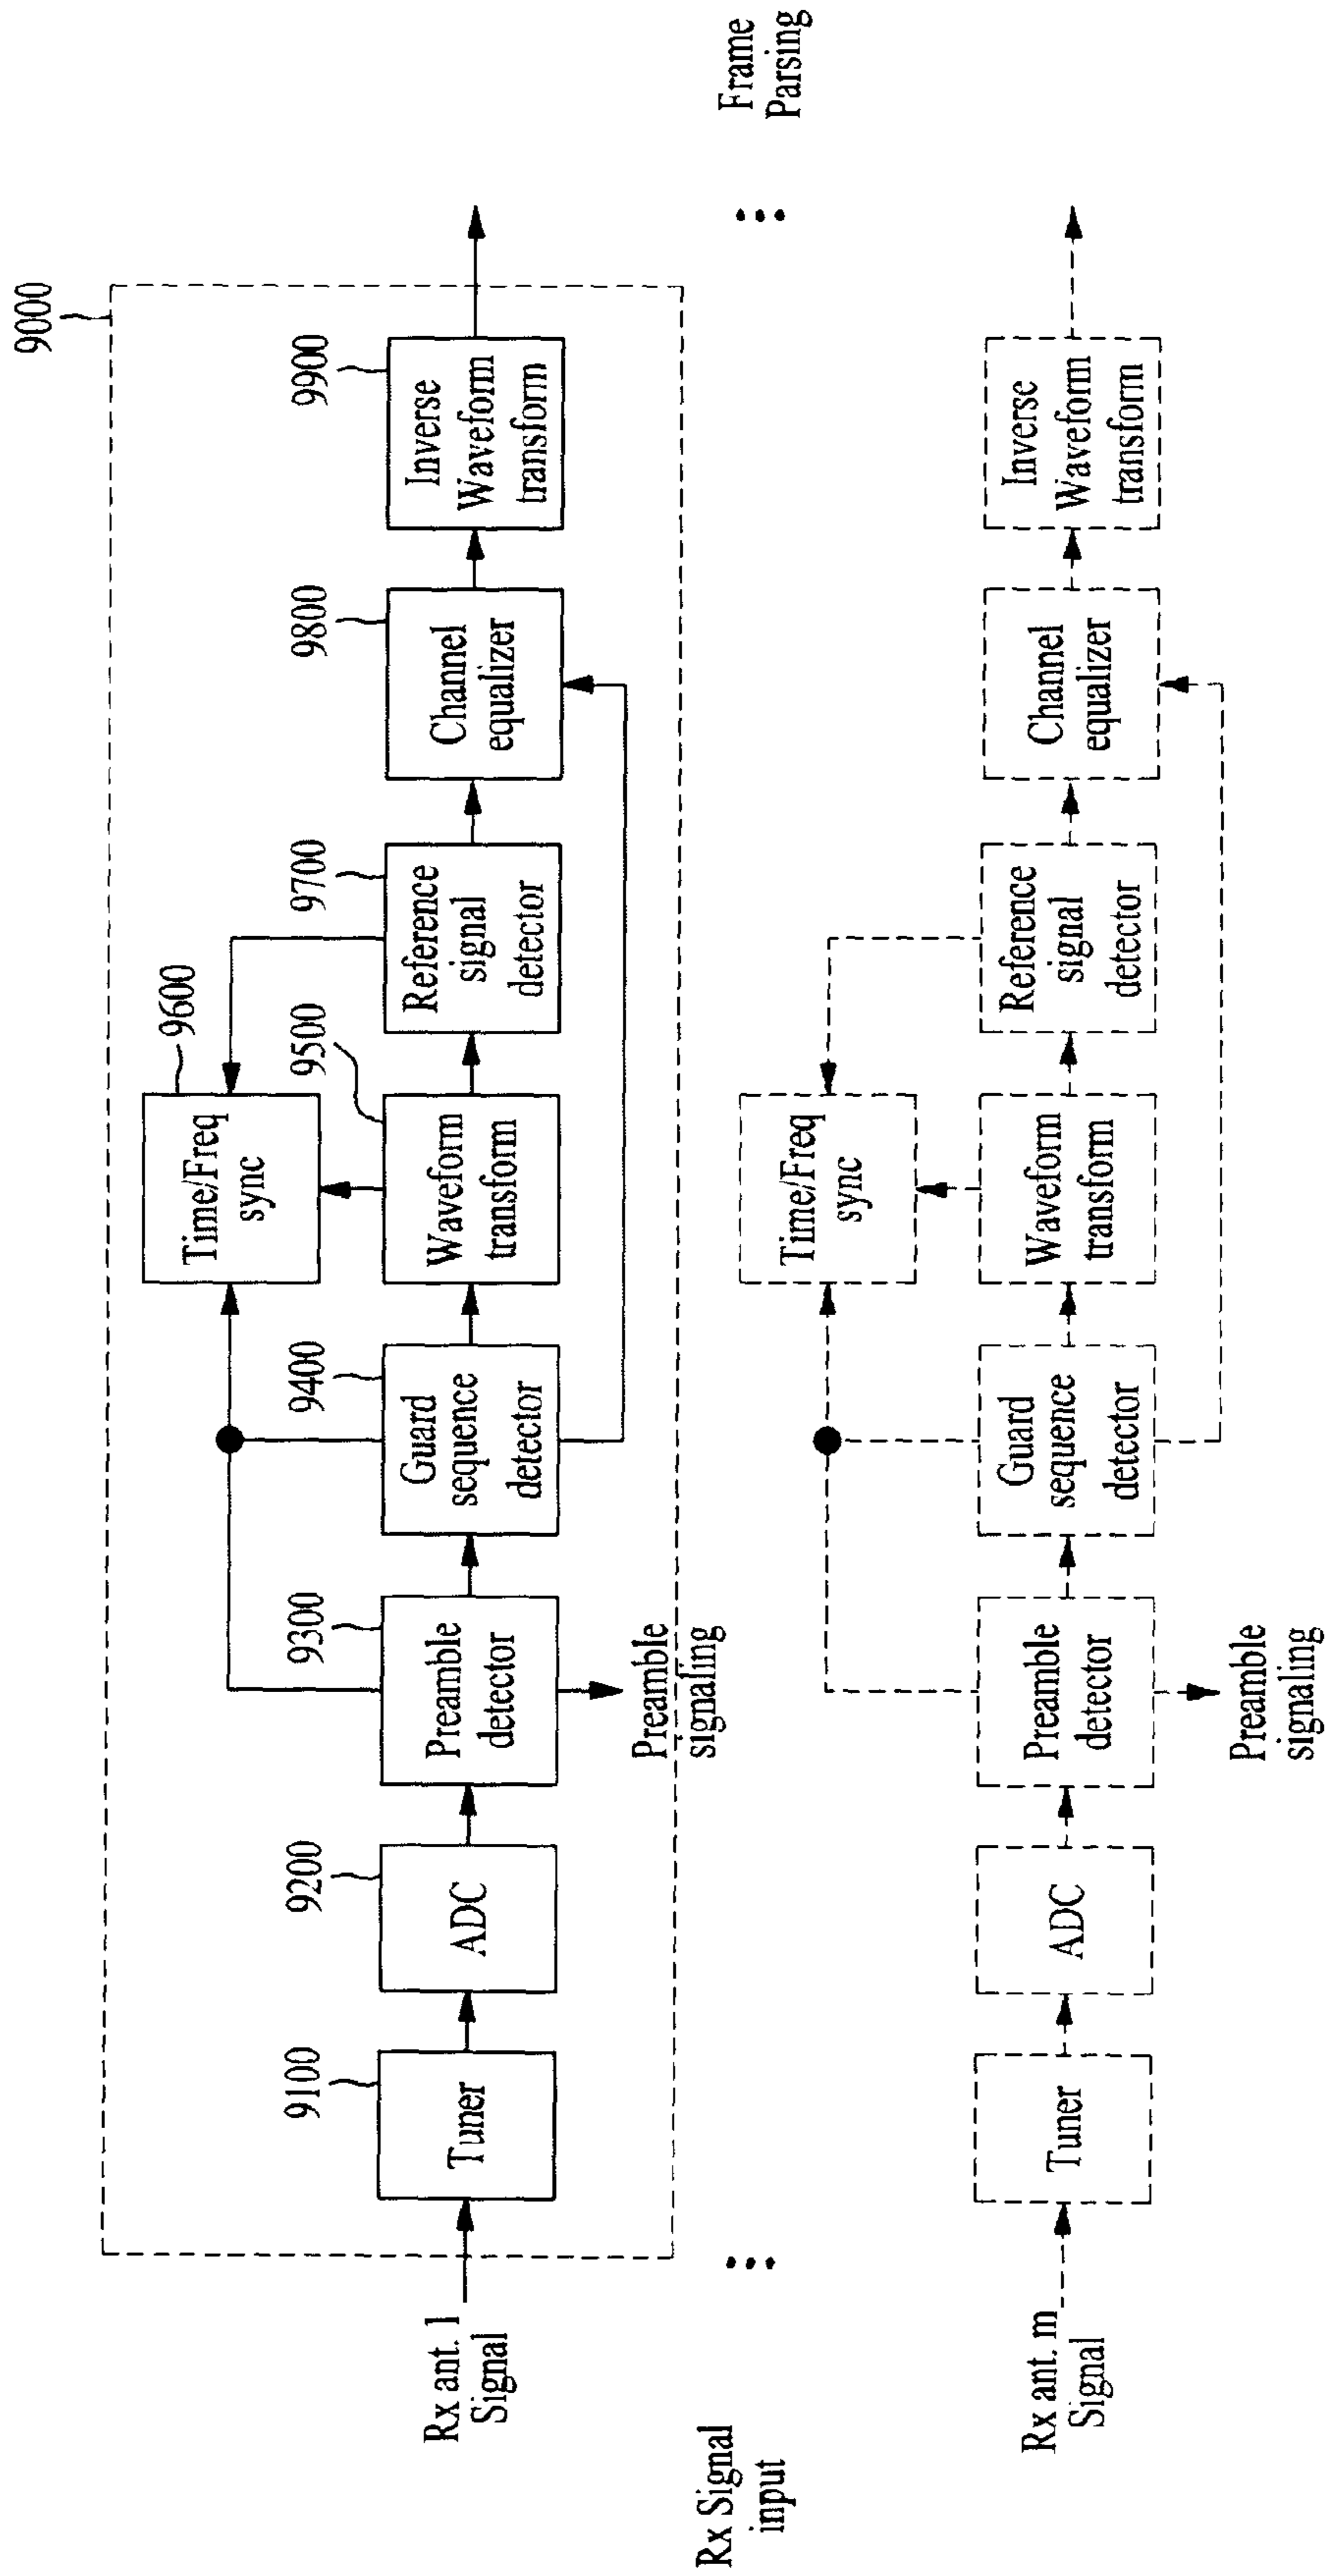 9000
Rx ant. 1
Signal
9100
Tuner
9200
ADC
9300
Preamble
detector
Preamble
signaling
9400
Guard
sequence
detector
9500
Waveform
transform
9600
Time/Freq
sync
9700
Reference
signal
detector
9800
Channel
equalizer
9900
Inverse
Waveform
transform
Rx Signal
input
Frame
Parsing
Rx ant. m
Signal
Tuner
ADC
Preamble
detector
Preamble
signaling
Guard
sequence
detector
Waveform
transform
Time/Freq
sync
Reference
signal
detector
Channel
equalizer
Inverse
Waveform
transform